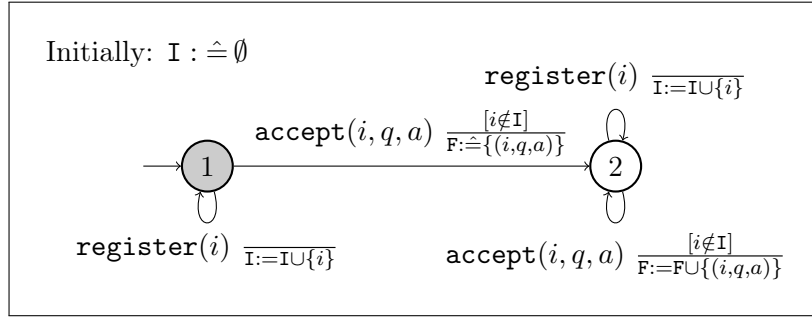 Initially: I : ≙ ∅
register(i) / I:=I∪{i}
accept(i, q, a) [i∉I] / F:≙{(i,q,a)}
1
2
register(i) / I:=I∪{i}
accept(i, q, a) [i∉I] / F:=F∪{(i,q,a)}